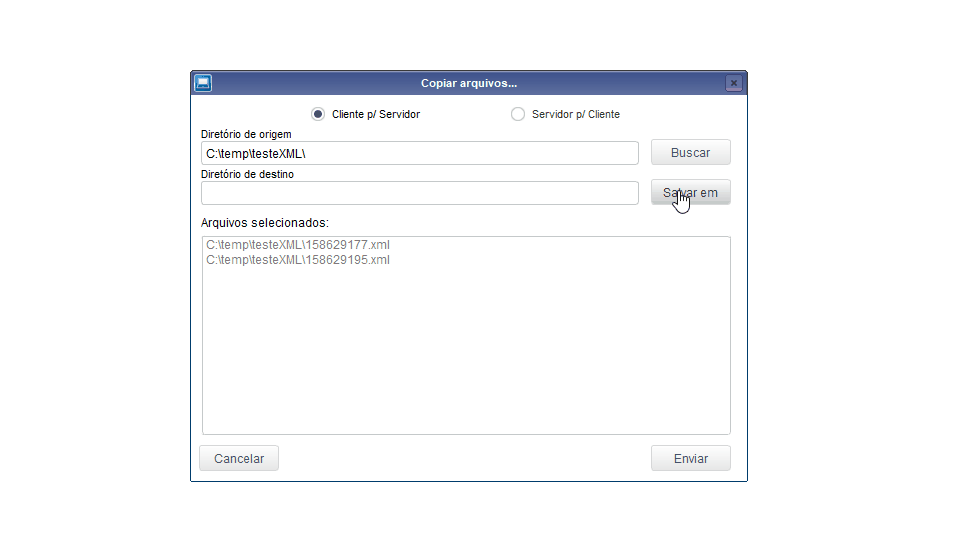 Copiar arquivos...
Cliente p/ Servidor
Servidor p/ Cliente
Diretório de origem
C:\temp\testeXML\
Buscar
Diretório de destino
Salvar em
Arquivos selecionados:
C:\temp\testeXML\158629177.xml
C:\temp\testeXML\158629195.xml
Cancelar
Enviar